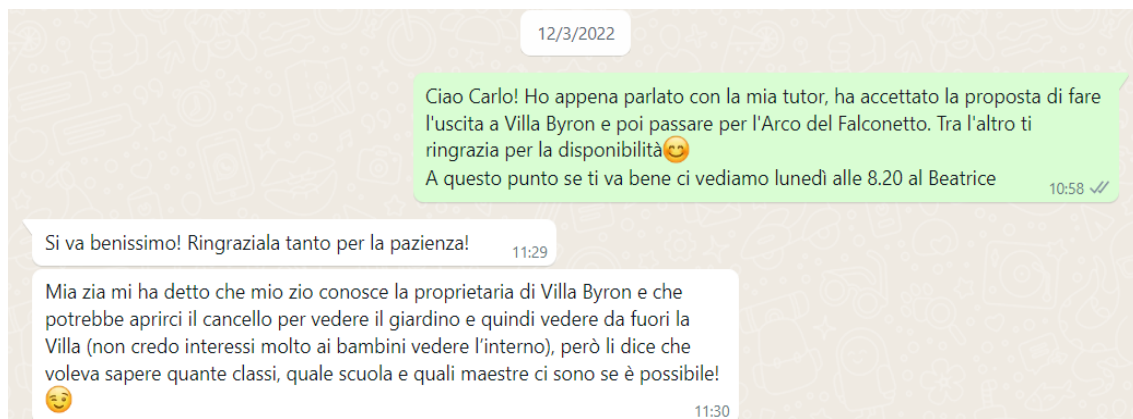 12/3/2022
Ciao Carlo! Ho appena parlato con la mia tutor, ha accettato la proposta di fare
l'uscita a Villa Byron e poi passare per l'Arco del Falconetto. Tra l'altro ti
ringrazia per la disponibilità😊
A questo punto se ti va bene ci vediamo lunedì alle 8.20 al Beatrice
10:58
Si va benissimo! Ringraziala tanto per la pazienza!
11:29
Mia zia mi ha detto che mio zio conosce la proprietaria di Villa Byron e che
potrebbe aprirci il cancello per vedere il giardino e quindi vedere da fuori la
Villa (non credo interessi molto ai bambini vedere l’interno), però li dice che
voleva sapere quante classi, quale scuola e quali maestre ci sono se è possibile!
😉
11:30